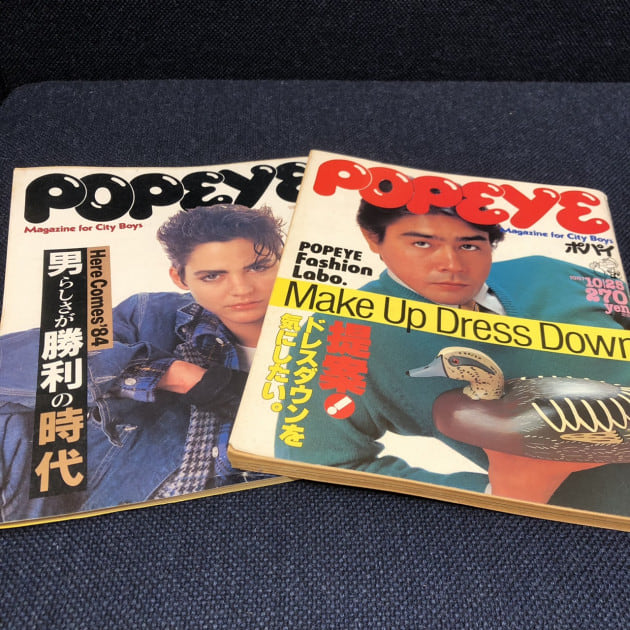 POPEYE
Magazine for City Boys
Here Comes '84
男らしさが勝利の時代
POPEYE
Magazine for City Boys
ポパイ
POPEYE
Fashion
Labo.
10/25
270
yen
Make Up Dress Down
提案!!
ドレスダウンを
気にしたい。